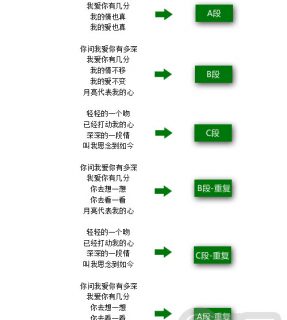 我爱你有几分
我的情也真
我的爱也真
A段
你问我爱你有多深
我爱你有几分
我的情不移
我的爱不变
月亮代表我的心
B段
轻轻的一个吻
已经打动我的心
深深的一段情
叫我思念到如今
C段
你问我爱你有多深
我爱你有几分
你去想一想
你去看一看
月亮代表我的心
B段-重复
轻轻的一个吻
已经打动我的心
深深的一段情
叫我思念到如今
C段-重复
你问我爱你有多深
我爱你有几分
你去想一想
你去看一看
A段-重复